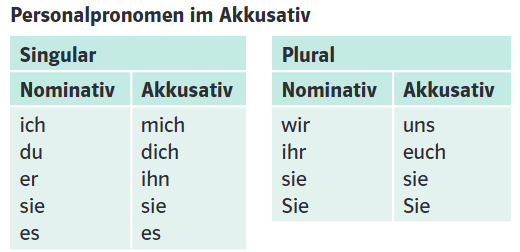 Personalpronomen im Akkusativ
Singular
Nominativ Akkusativ
ich mich
du dich
er ihn
sie sie
es es
Plural
Nominativ Akkusativ
wir uns
ihr euch
sie sie
Sie Sie